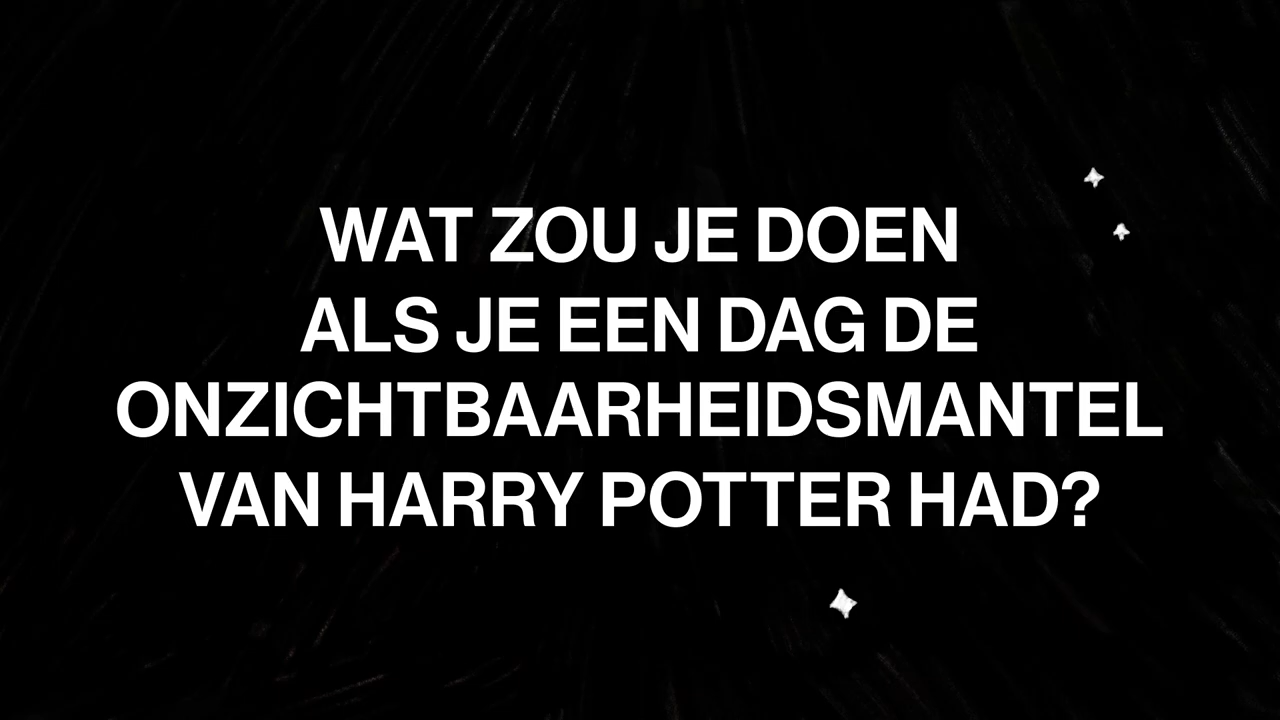 WAT ZOU JE DOEN
ALS JE EEN DAG DE
ONZICHTBAARHEIDSMANTEL
VAN HARRY POTTER HAD?